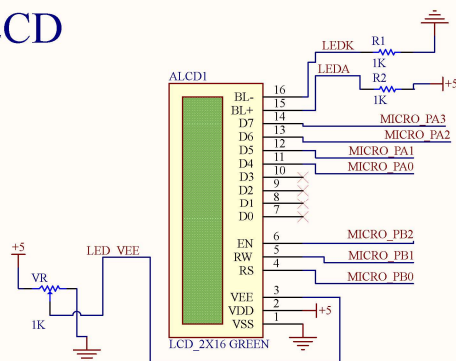 LCD
LEDK
R1
1K
LEDA
R2
1K
+5
ALCD1
BL- 16
BL+ 15
D7 14 MICRO_PA3
D6 13 MICRO_PA2
D5 12 MICRO_PA1
D4 11 MICRO_PA0
D3 10
D2 9
D1 8
D0 7
EN 6 MICRO_PB2
RW 5 MICRO_PB1
RS 4 MICRO_PB0
VEE 3
VDD 2 +5
VSS 1
LCD_2X16 GREEN
+5
LED_VEE
VR
1K